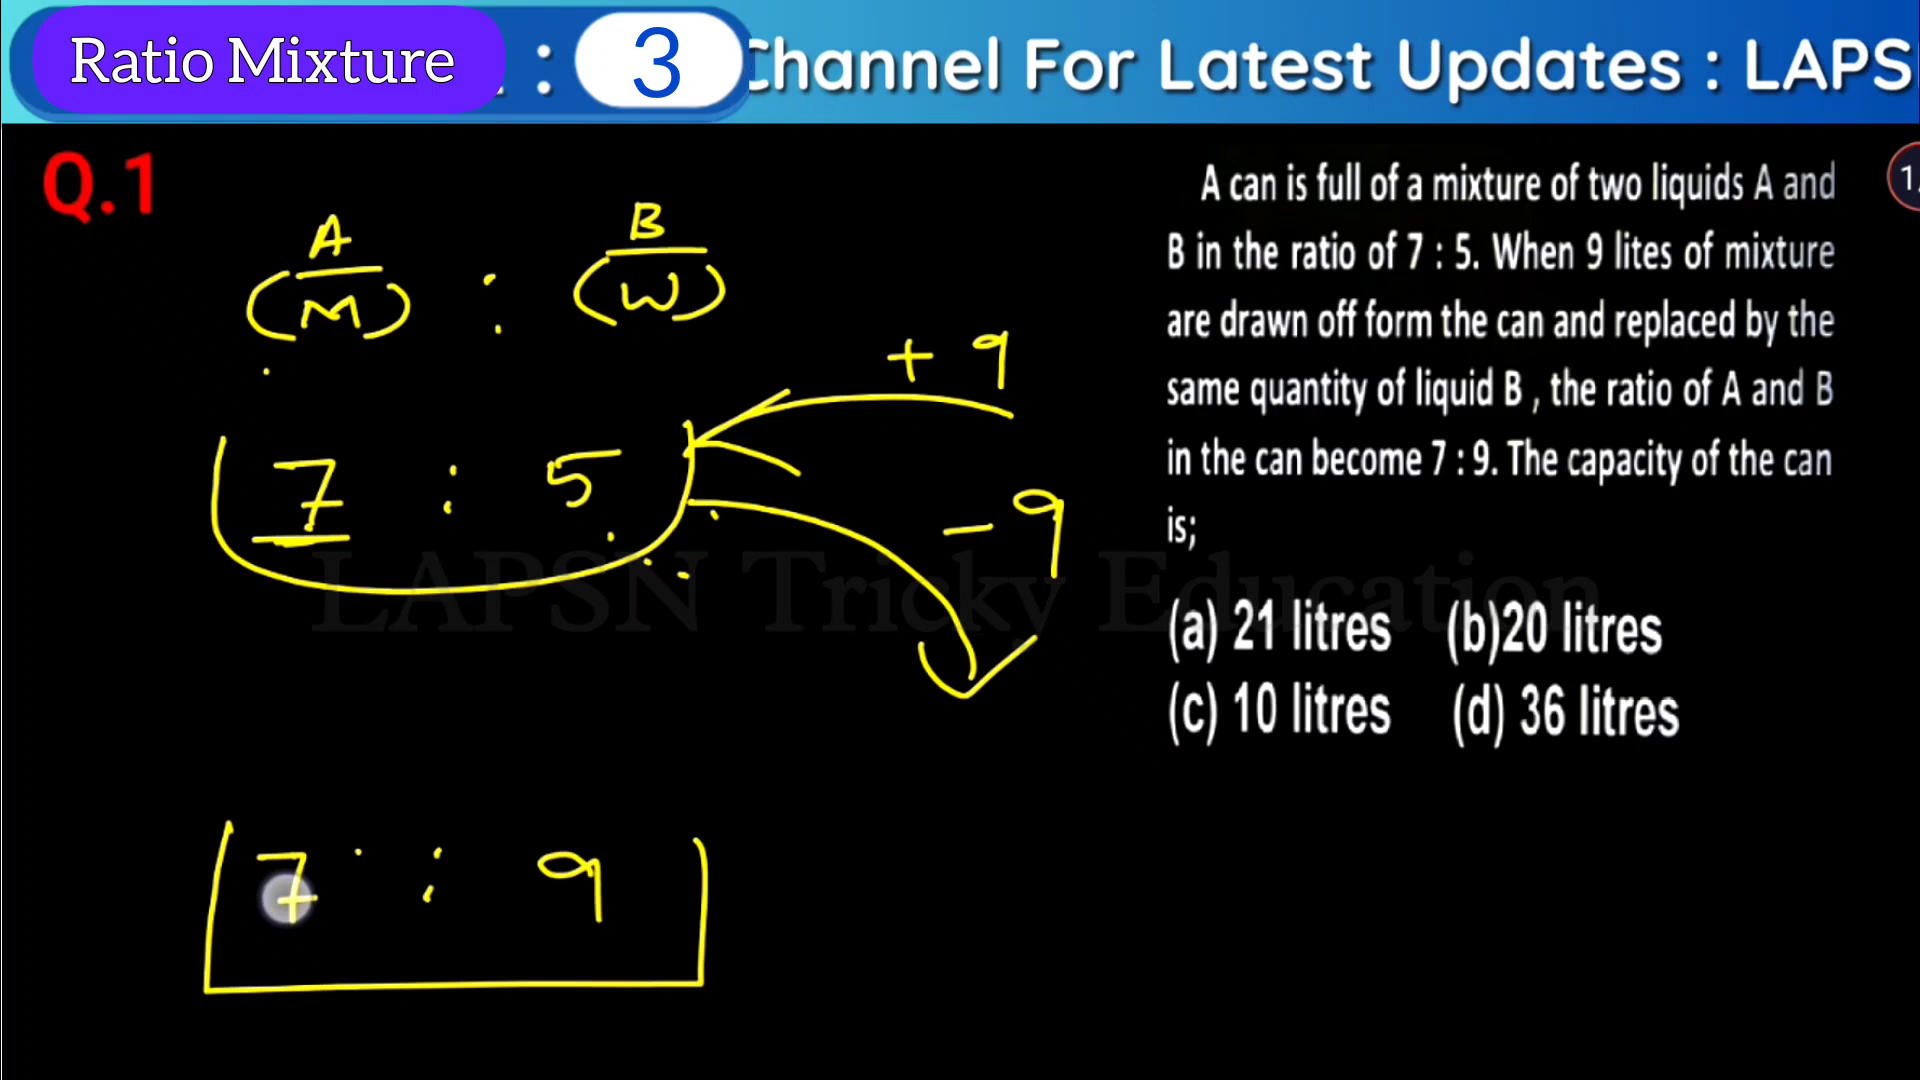 Ratio Mixture : 3 Channel For Latest Updates : LAPS
Q.1
A can is full of a mixture of two liquids A and
B in the ratio of 7 : 5. When 9 lites of mixture
are drawn off form the can and replaced by the
same quantity of liquid B , the ratio of A and B
in the can become 7 : 9. The capacity of the can
is;
(a) 21 litres (b)20 litres
(c) 10 litres (d) 36 litres
A B
(M) : (W)
+ 9
7 : 5
- 9
7 : 9
LAPSN Tricky Education